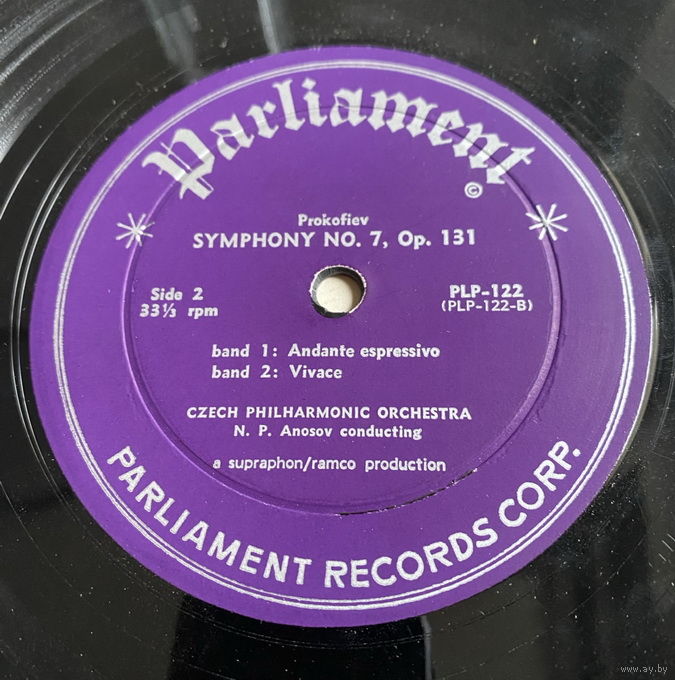 Parliament
©
Prokofiev
SYMPHONY NO. 7, Op. 131
Side 2
33⅓ rpm
PLP-122
(PLP-122-B)
band 1: Andante espressivo
band 2: Vivace
CZECH PHILHARMONIC ORCHESTRA
N. P. Anosov conducting
a supraphon/ramco production
PARLIAMENT RECORDS CORP.
www.ay.by